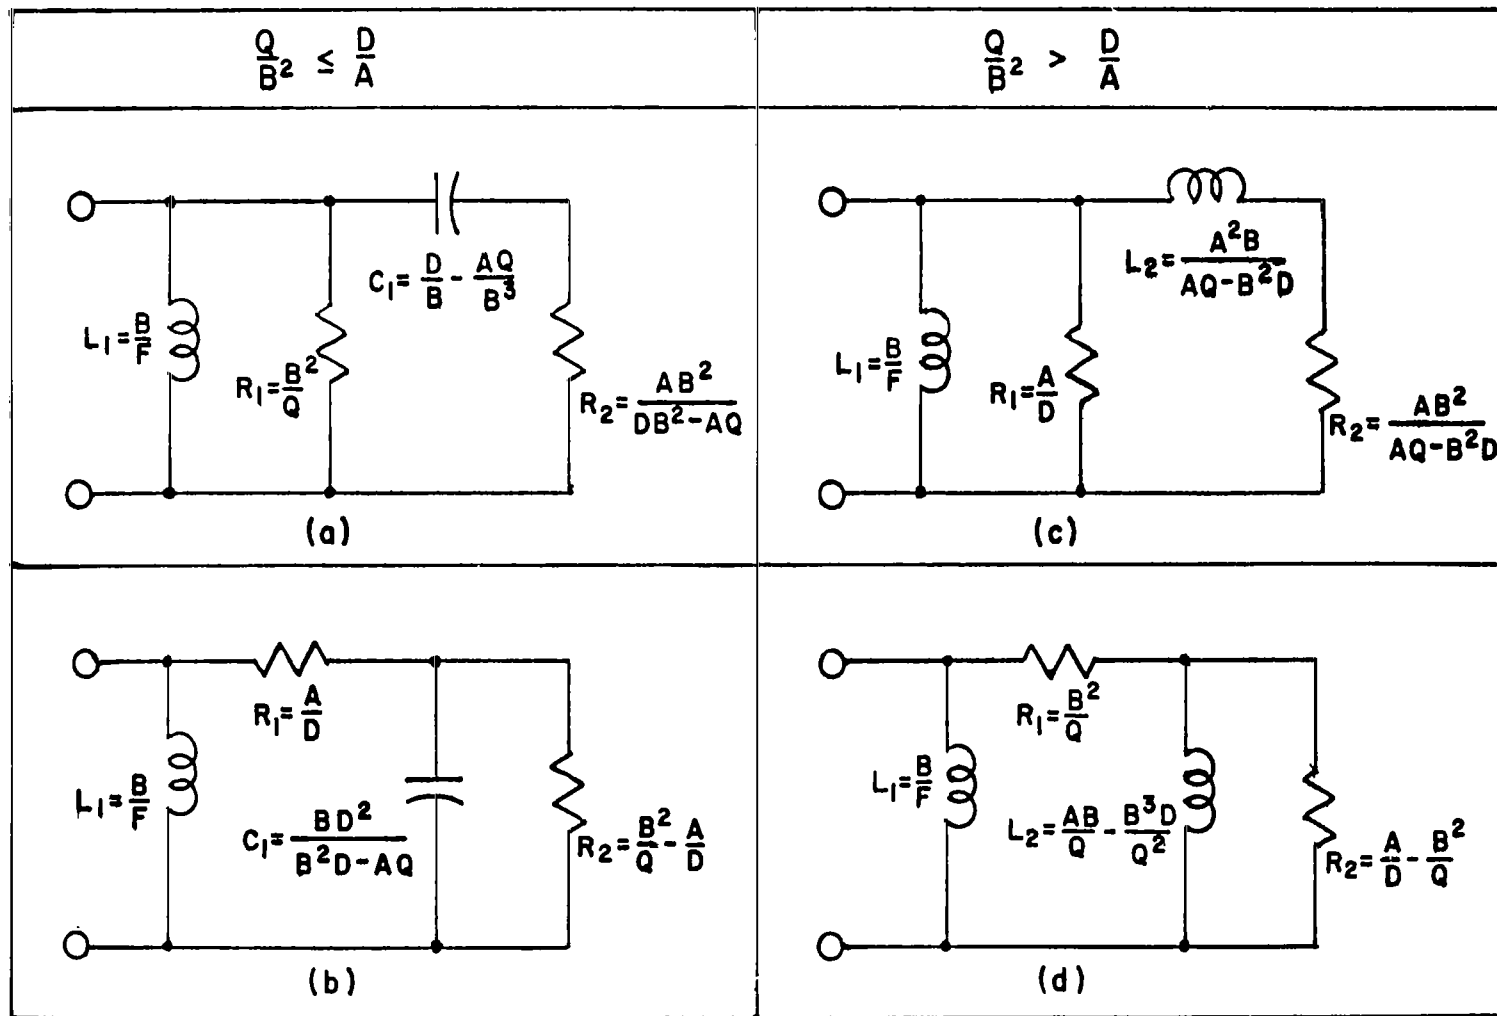 Q/B² ≤ D/A
Q/B² > D/A
C₁ = D/B - AQ/B³
L₁ = B/F
R₁ = B²/Q
R₂ = AB²/DB²-AQ
(a)
L₂ = A²B/AQ-B²D
L₁ = B/F
R₁ = A/D
R₂ = AB²/AQ-B²D
(c)
R₁ = A/D
L₁ = B/F
C₁ = BD²/B²D-AQ
R₂ = B²/Q - A/D
(b)
R₁ = B²/Q
L₁ = B/F
L₂ = AB/Q - B³D/Q²
R₂ = A/D - B²/Q
(d)